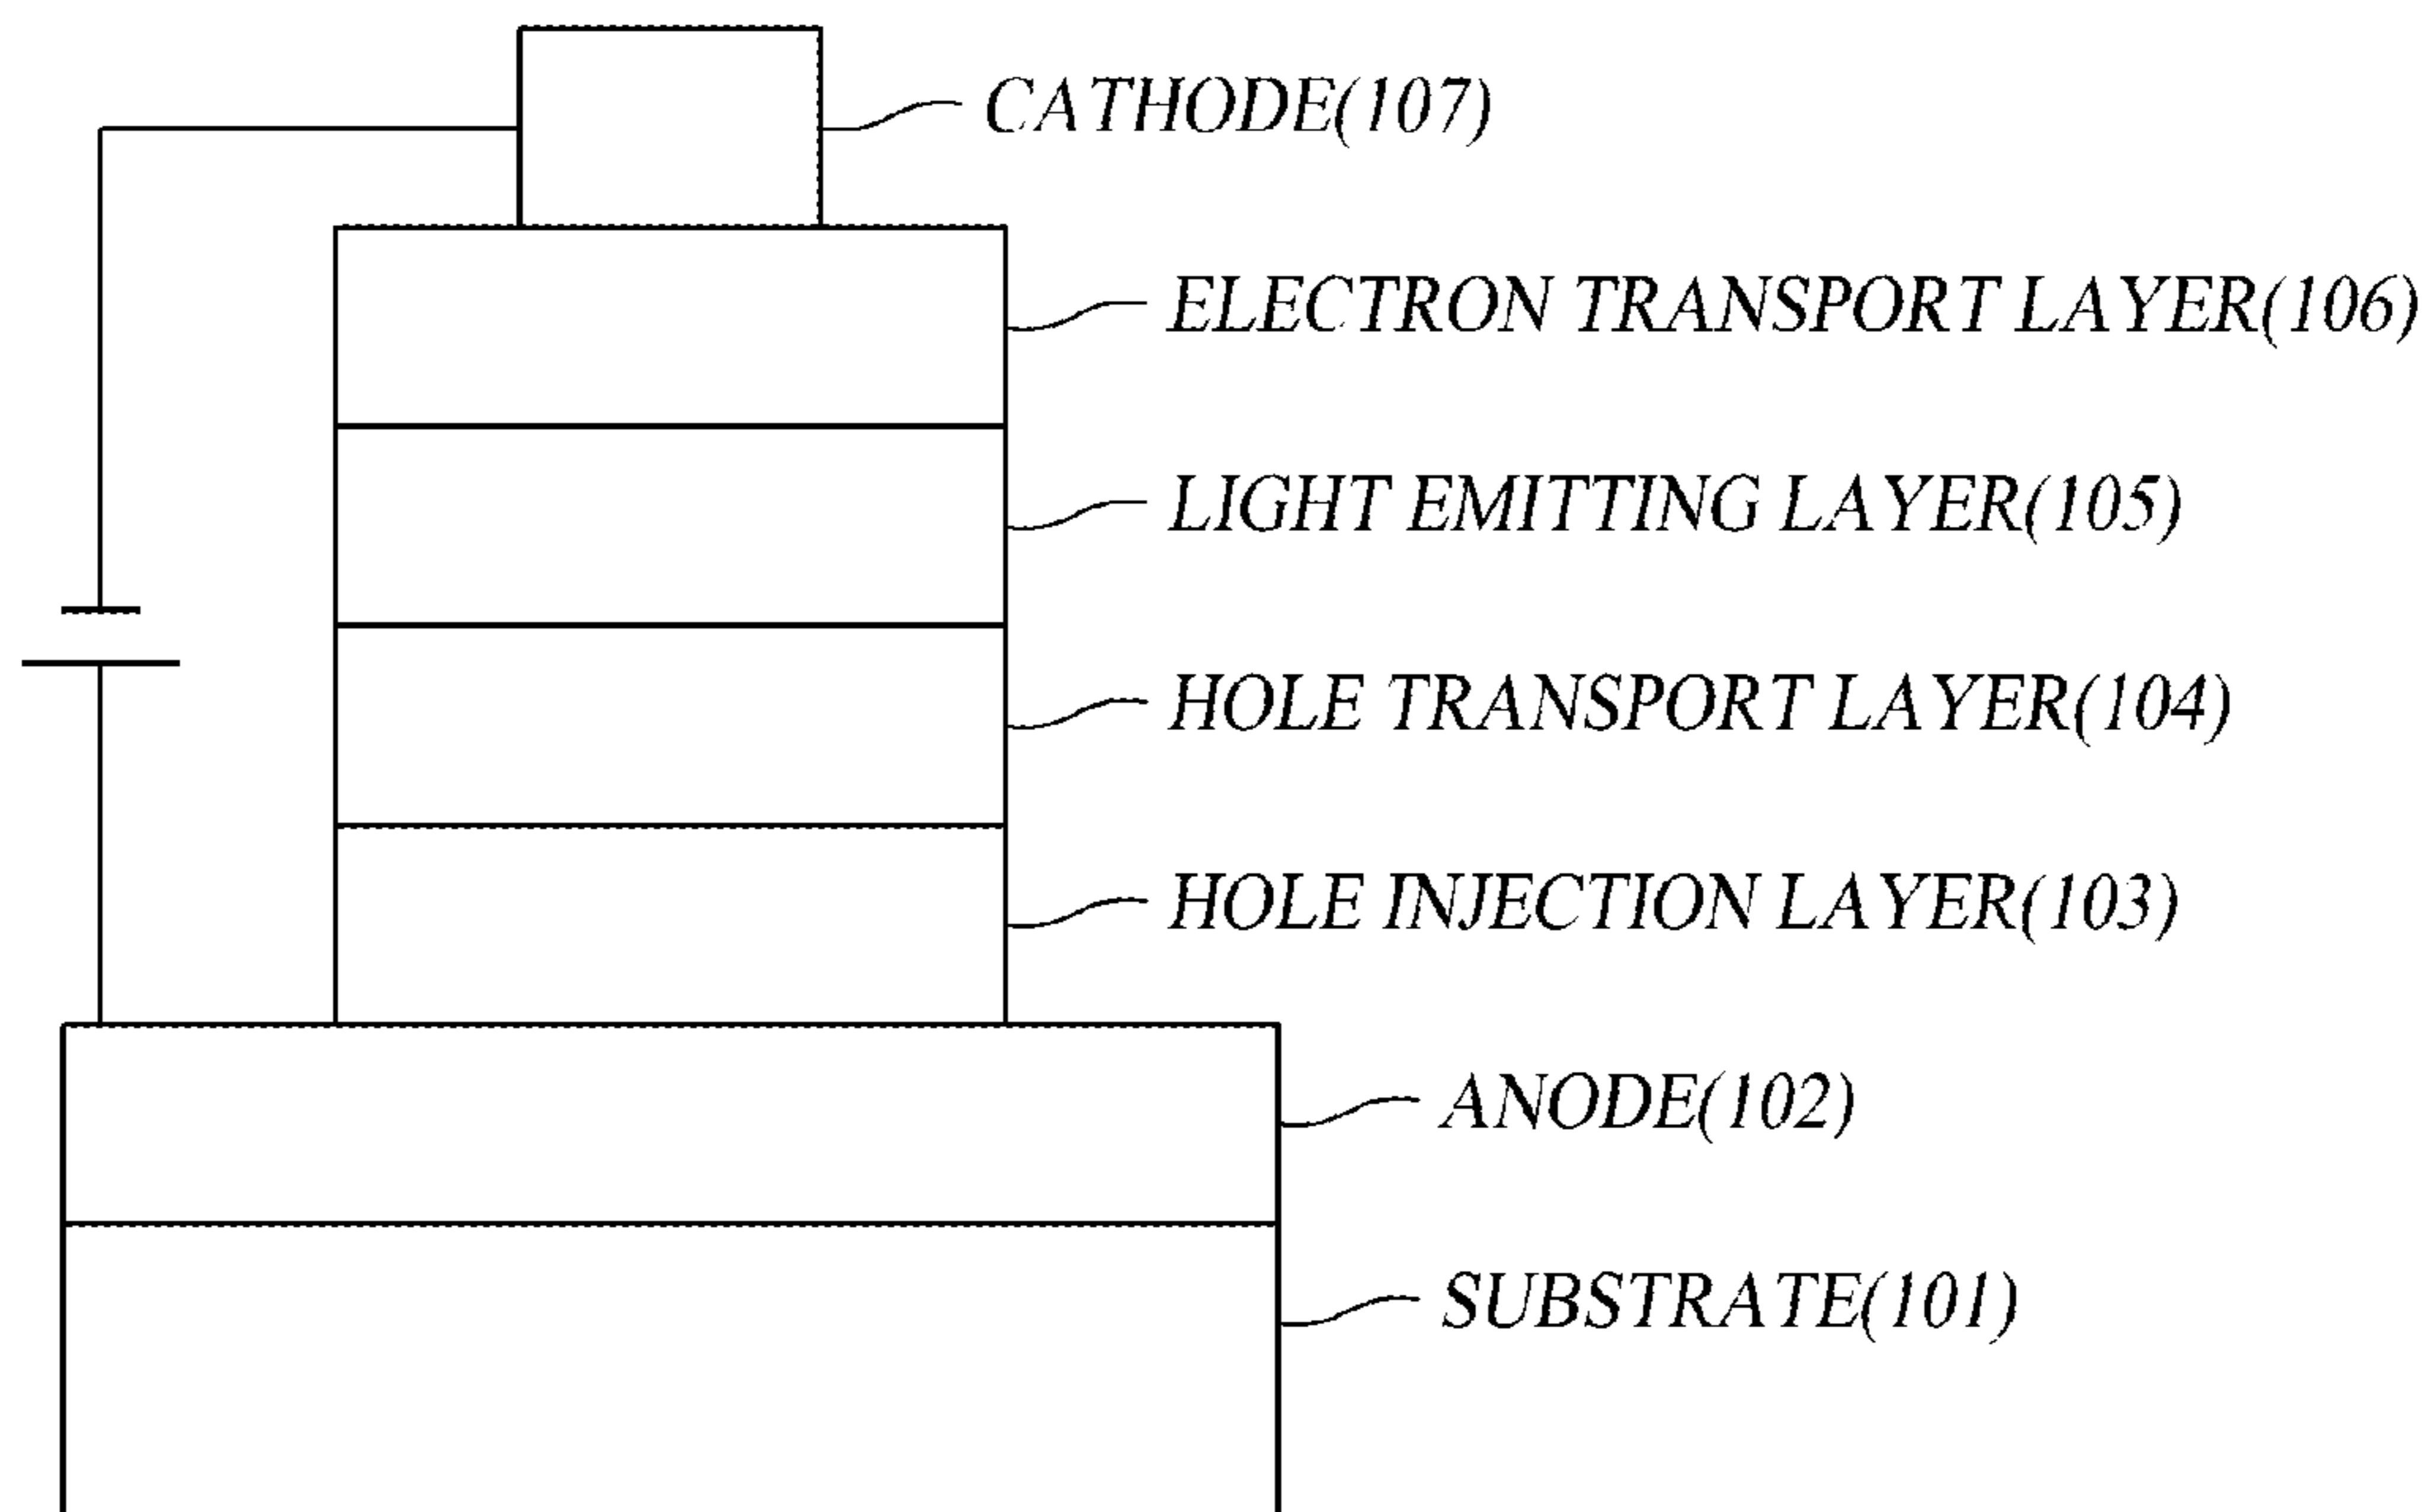 CATHODE(107)
ELECTRON TRANSPORT LAYER(106)
LIGHT EMITTING LAYER(105)
HOLE TRANSPORT LAYER(104)
HOLE INJECTION LAYER(103)
ANODE(102)
SUBSTRATE(101)